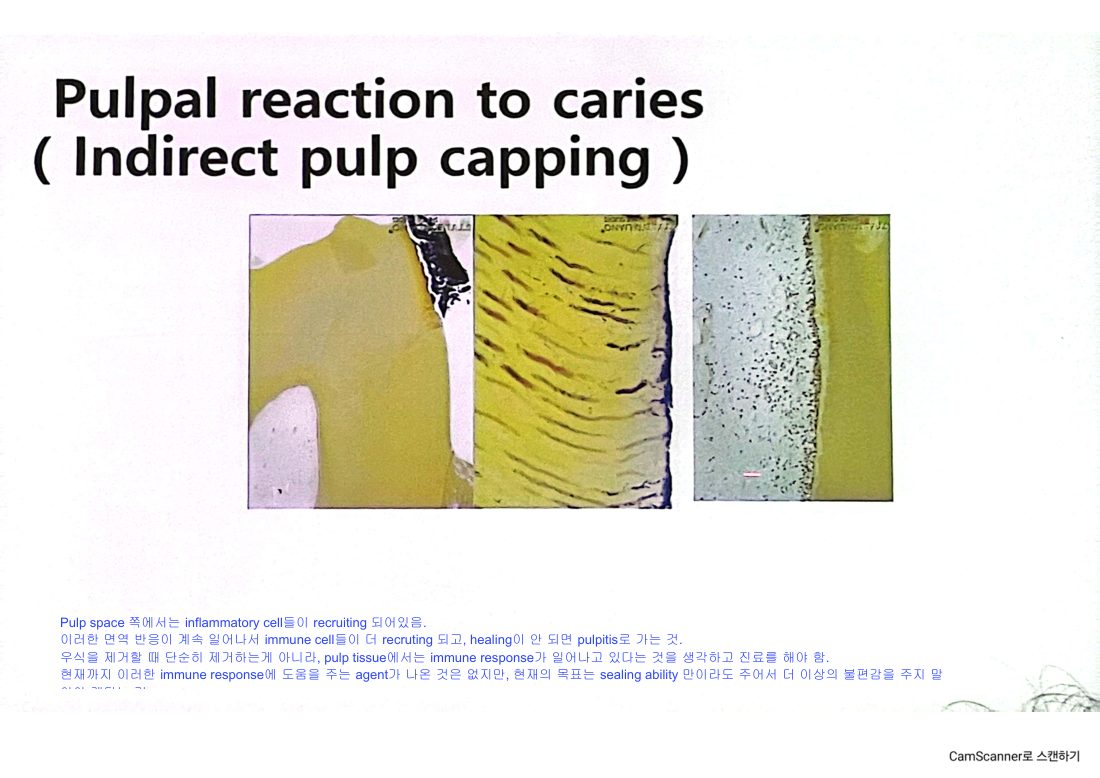 Pulpal reaction to caries
( Indirect pulp capping )
Pulp space 쪽에서는 inflammatory cell들이 recruiting 되어있음.
이러한 면역 반응이 계속 일어나서 immune cell들이 더 recruting 되고, healing이 안 되면 pulpitis로 가는 것.
우식을 제거할 때 단순히 제거하는게 아니라, pulp tissue에서는 immune response가 일어나고 있다는 것을 생각하고 진료를 해야 함.
현재까지 이러한 immune response에 도움을 주는 agent가 나온 것은 없지만, 현재의 목표는 sealing ability 만이라도 주어서 더 이상의 불편감을 주지 말
CamScanner로 스캔하기